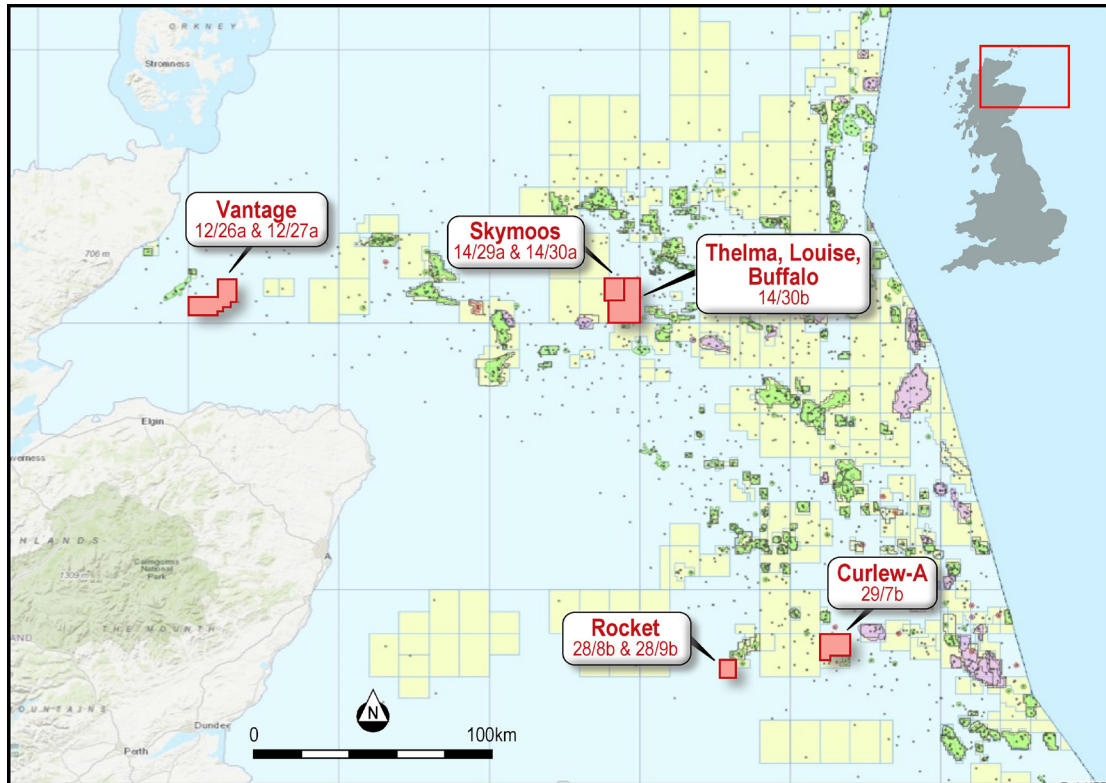 ORKNEY
Stromness
Vantage
12/26a & 12/27a
Skymoos
14/29a & 14/30a
Thelma, Louise,
Buffalo
14/30b
706 m
Elgin
verness
HLANDS
Cairngorms
National
Park
1309 m
A
THE MOUNTH
LAND
OUNTAINS
Dundee
Perth
Curlew-A
29/7b
Rocket
28/8b & 28/9b
N
0
100km